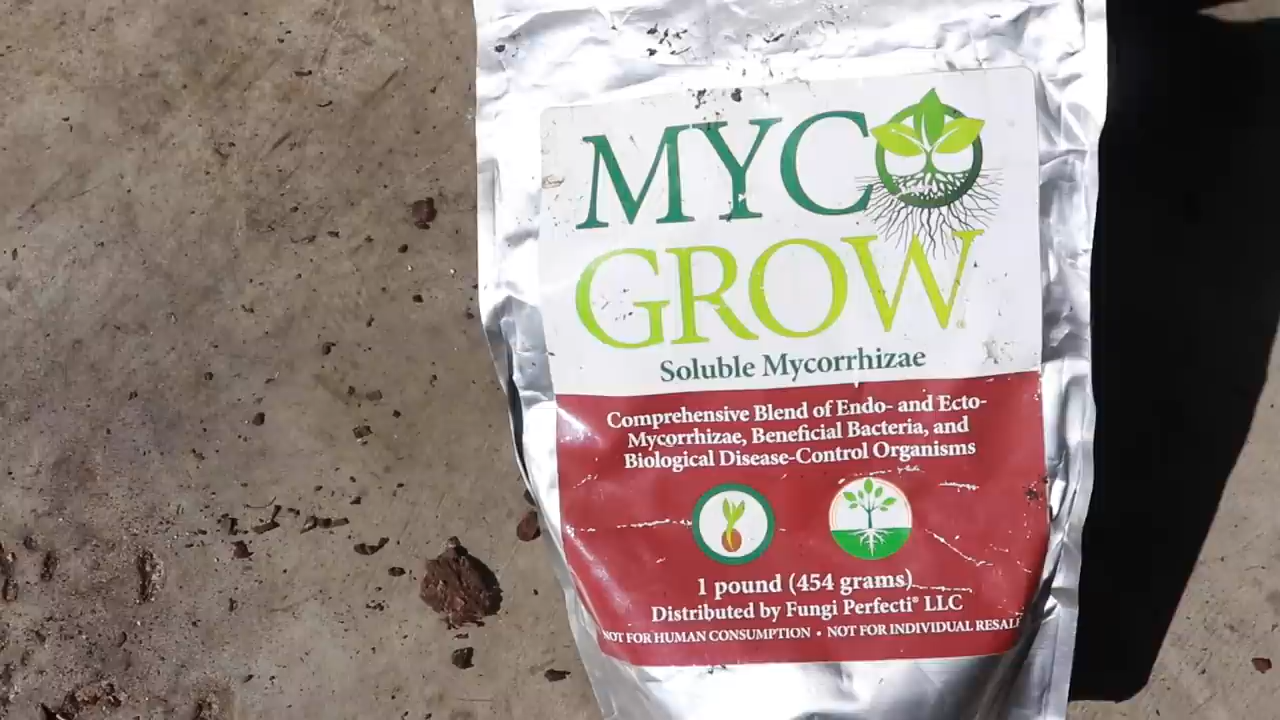 MYCO
GROW®
Soluble Mycorrhizae
Comprehensive Blend of Endo- and Ecto-
Mycorrhizae, Beneficial Bacteria, and
Biological Disease-Control Organisms
1 pound (454 grams)
Distributed by Fungi Perfecti® LLC
NOT FOR HUMAN CONSUMPTION • NOT FOR INDIVIDUAL RESALE